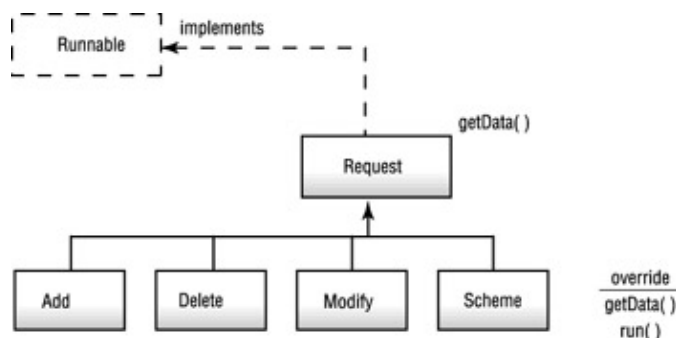 Runnable
implements
getData( )
Request
Add
Delete
Modify
Scheme
override
getData( )
run( )